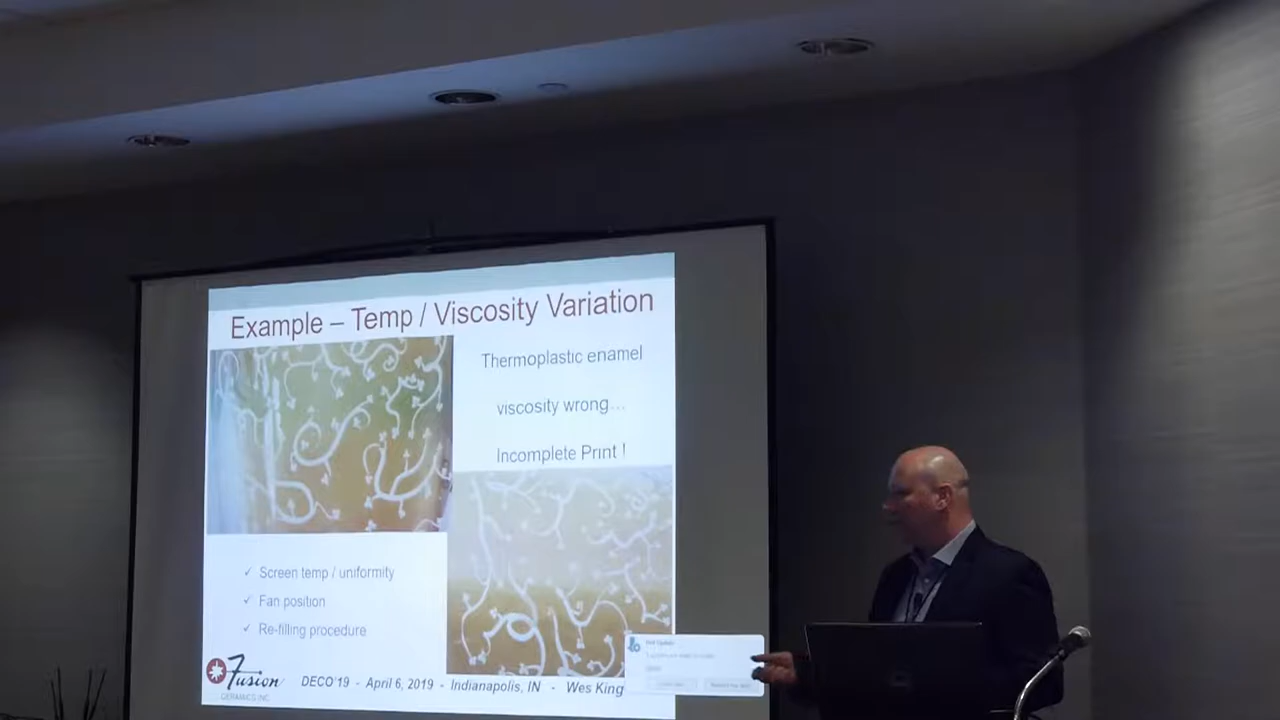 Example – Temp / Viscosity Variation
Thermoplastic enamel
viscosity wrong...
Incomplete Print !
✓ Screen temp / uniformity
✓ Fan position
✓ Re-filling procedure
Fusion
CERAMICS INC
DECO'19 - April 6, 2019 - Indianapolis, IN - Wes King